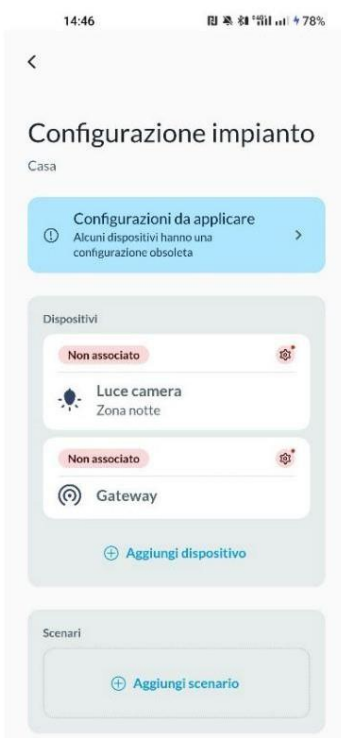 14:46
78%
Configurazione impianto
Casa
Configurazioni da applicare
Alcuni dispositivi hanno una
configurazione obsoleta
Dispositivi
Non associato
Luce camera
Zona notte
Non associato
Gateway
Aggiungi dispositivo
Scenari
Aggiungi scenario